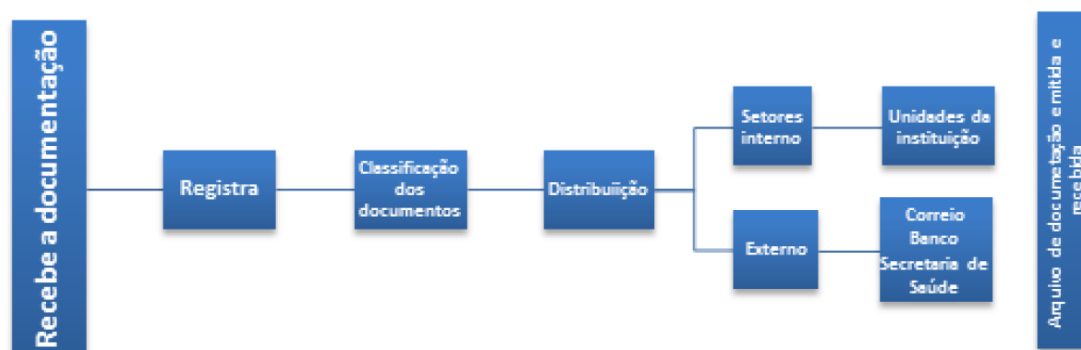 Recebe a documentação
Registra
Classificação
dos
documentos
Distribuiição
Setores
interno
Unidades da
instituição
Externo
Correio
Banco
Secretaria de
Saúde
Arquivo de documetação emitida e
recebida